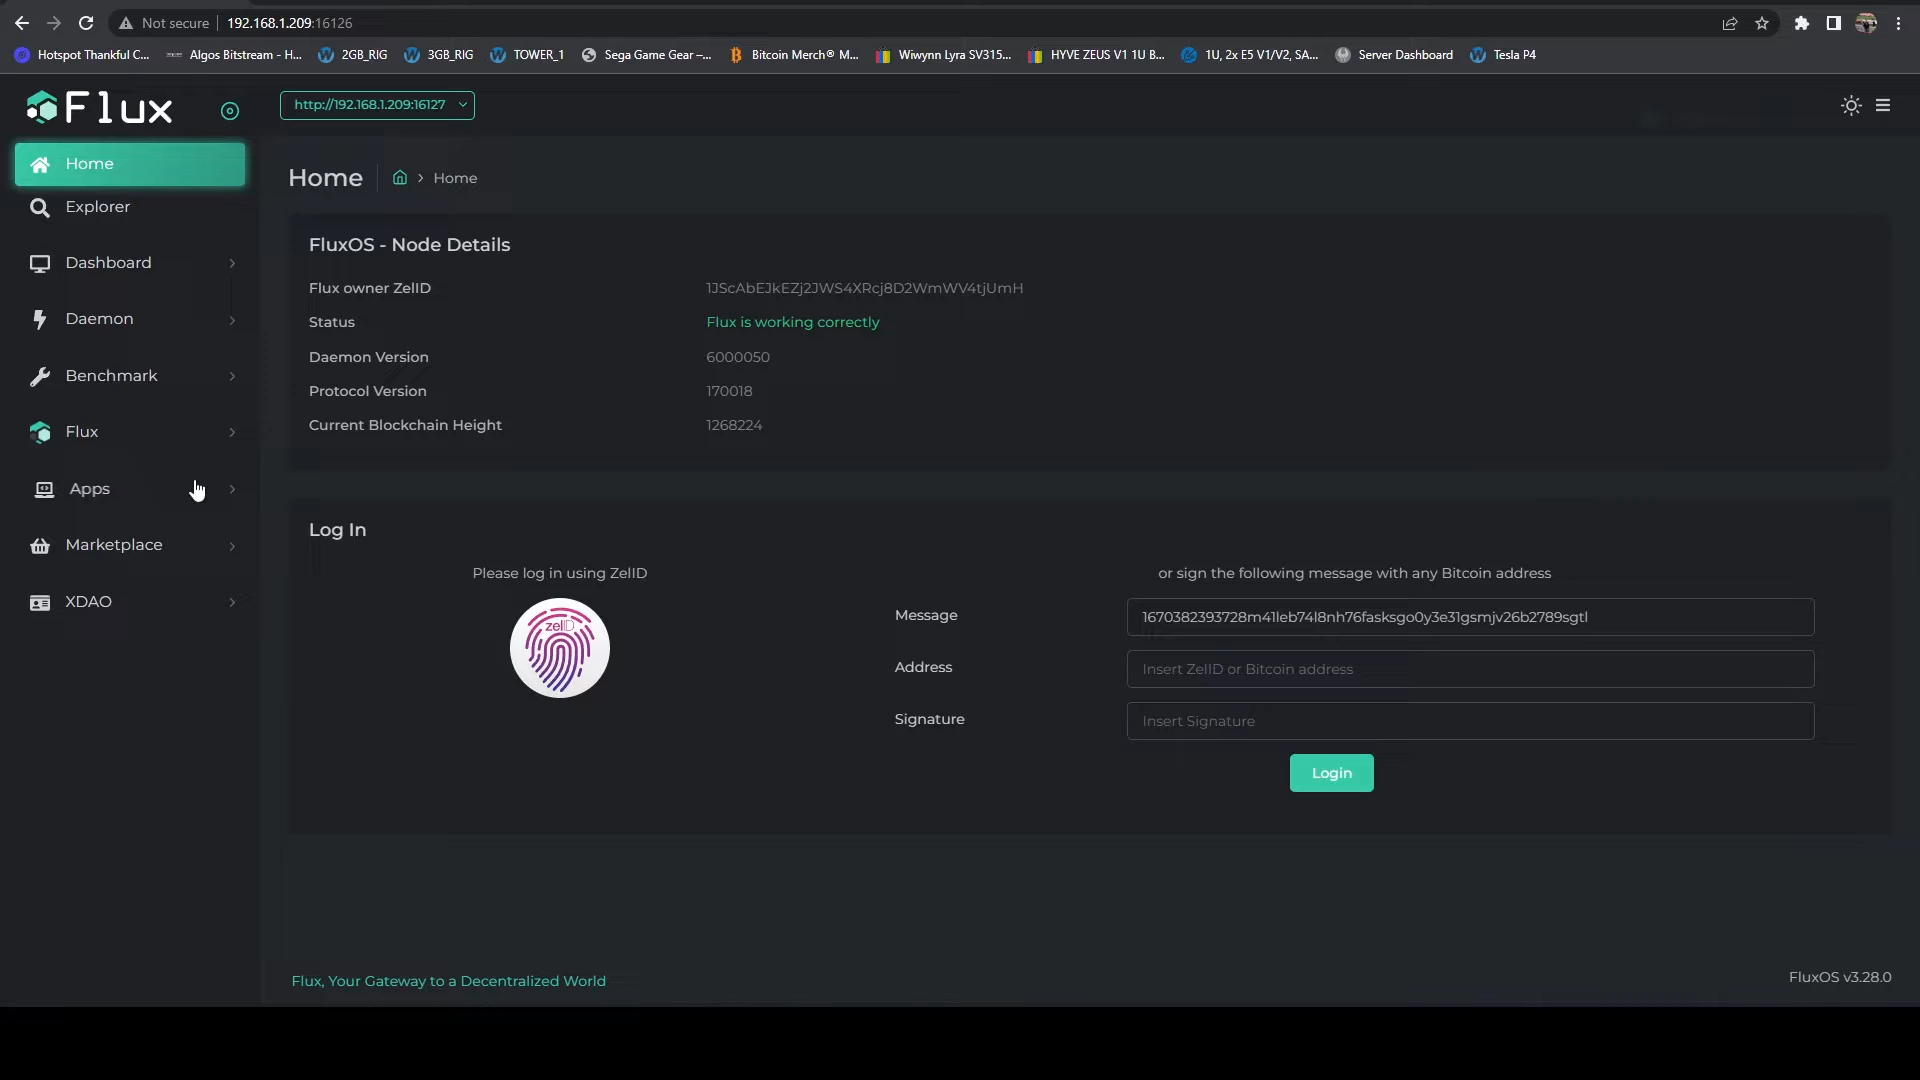 Not secure
192.168.1.209:16126
Hotspot Thankful C...
Algos Bitstream - H...
2GB_RIG
3GB_RIG
TOWER_1
Sega Game Gear –...
Bitcoin Merch® M...
Wiwynn Lyra SV315...
HYVE ZEUS V1 1U B...
1U, 2x E5 V1/V2, SA...
Server Dashboard
Tesla P4
Flux
http://192.168.1.209:16127
Home
Explorer
Dashboard
Daemon
Benchmark
Flux
Apps
Marketplace
XDAO
Home
Home
FluxOS - Node Details
Flux owner ZelID 1JScAbEJkEZj2JWS4XRcj8D2WmWV4tjUmH
Status Flux is working correctly
Daemon Version 6000050
Protocol Version 170018
Current Blockchain Height 1268224
Log In
Please log in using ZelID
zelID
or sign the following message with any Bitcoin address
Message 1670382393728m41leb74l8nh76fasksgo0y3e31gsmjv26b2789sgtl
Address Insert ZelID or Bitcoin address
Signature Insert Signature
Login
Flux, Your Gateway to a Decentralized World
FluxOS v3.28.0